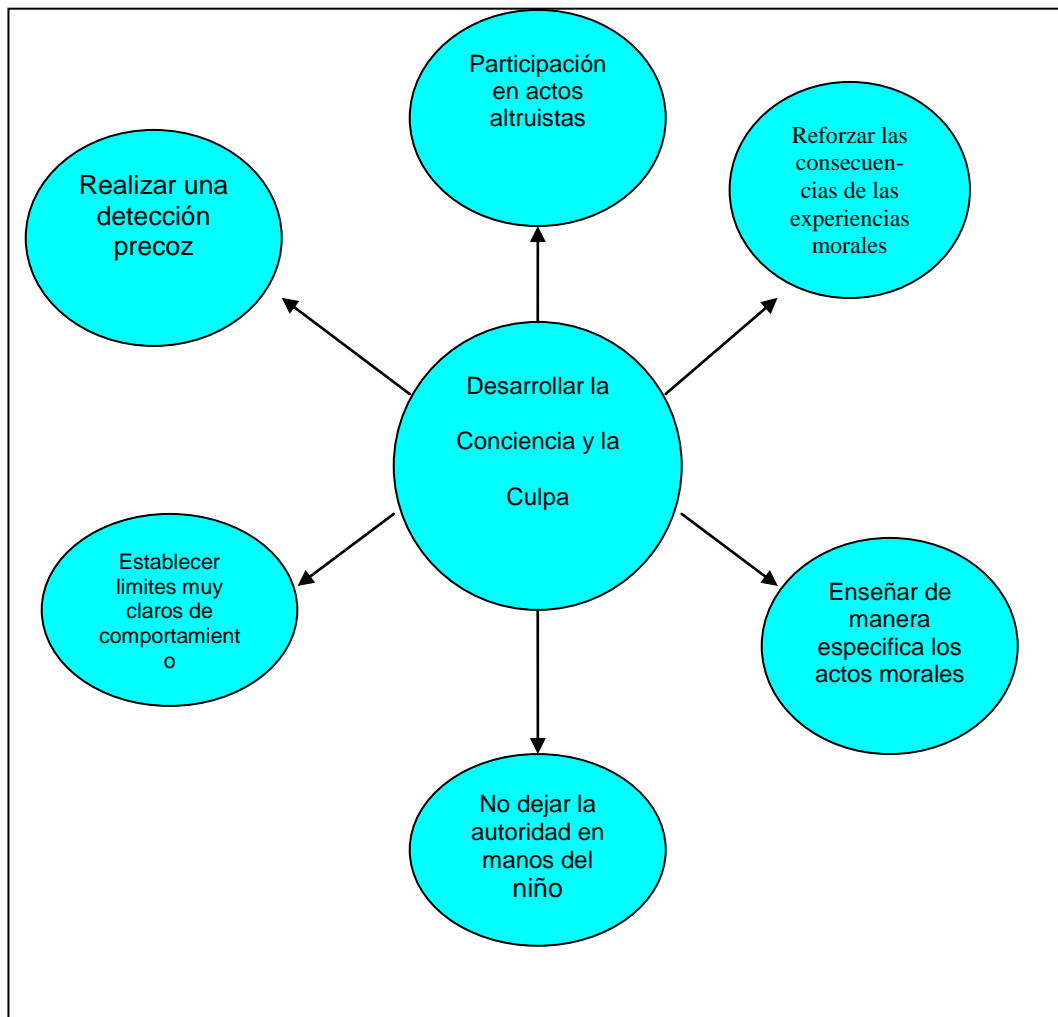 Participación
en actos
altruistas
Reforzar las
consecuen-
cias de las
experiencias
morales
Realizar una
detección
precoz
Desarrollar la
Conciencia y la
Culpa
Establecer
limites muy
claros de
comportamient
o
Enseñar de
manera
especifica los
actos morales
No dejar la
autoridad en
manos del
niño